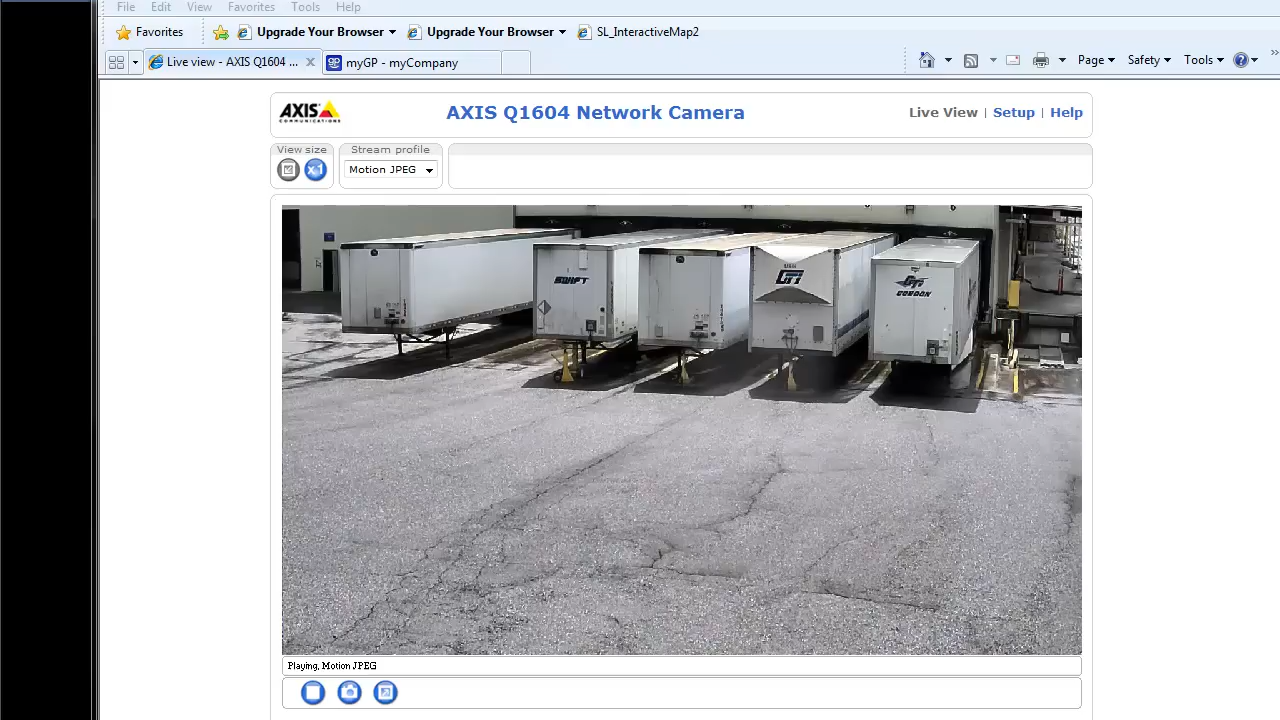 File Edit View Favorites Tools Help
Favorites Upgrade Your Browser Upgrade Your Browser SL_InteractiveMap2
Live view - AXIS Q1604 ... X myGP - myCompany Page Safety Tools
AXIS
COMMUNICATIONS
AXIS Q1604 Network Camera
Live View | Setup | Help
View size
x1
Stream profile
Motion JPEG
SWIFT
GTI
GORDON
Playing, Motion JPEG